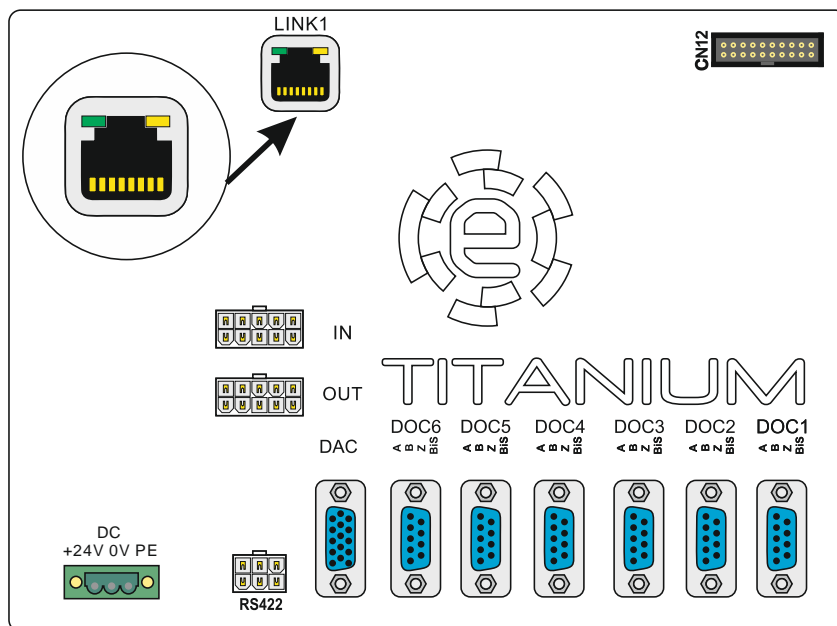 LINK1
CN12
e
IN
TITANIUM
OUT
DAC
DOC6
A B Z BiS
DOC5
A B Z BiS
DOC4
A B Z BiS
DOC3
A B Z BiS
DOC2
A B Z BiS
DOC1
A B Z BiS
DC
+24V 0V PE
RS422